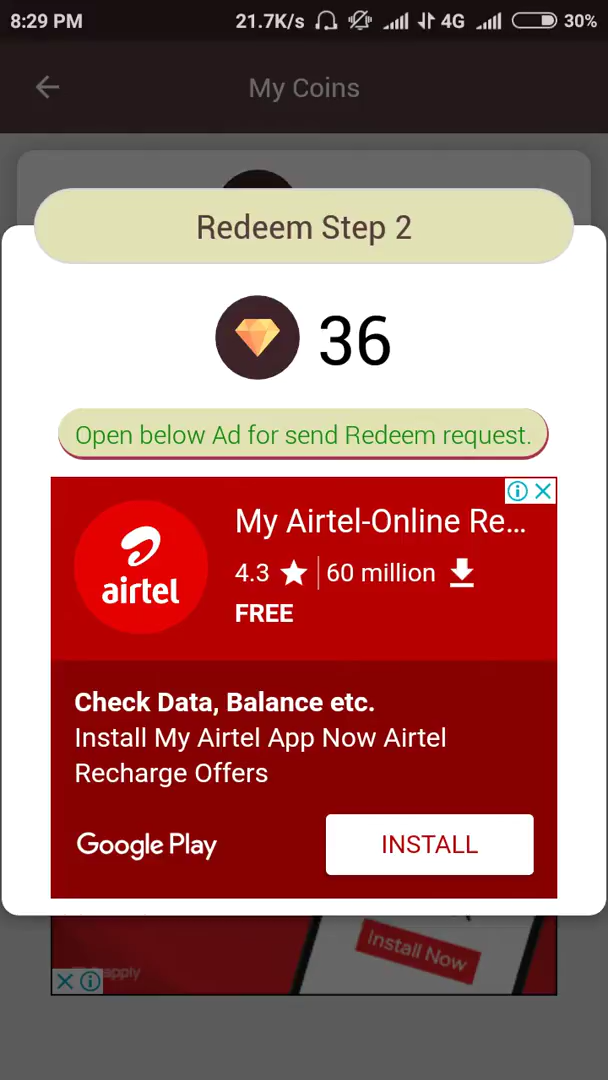 8:29 PM 21.7K/s 4G 30%
My Coins
Redeem Step 2
36
Open below Ad for send Redeem request.
My Airtel-Online Re...
4.3 60 million
FREE
airtel
Check Data, Balance etc.
Install My Airtel App Now Airtel
Recharge Offers
Google Play
INSTALL
Install Now